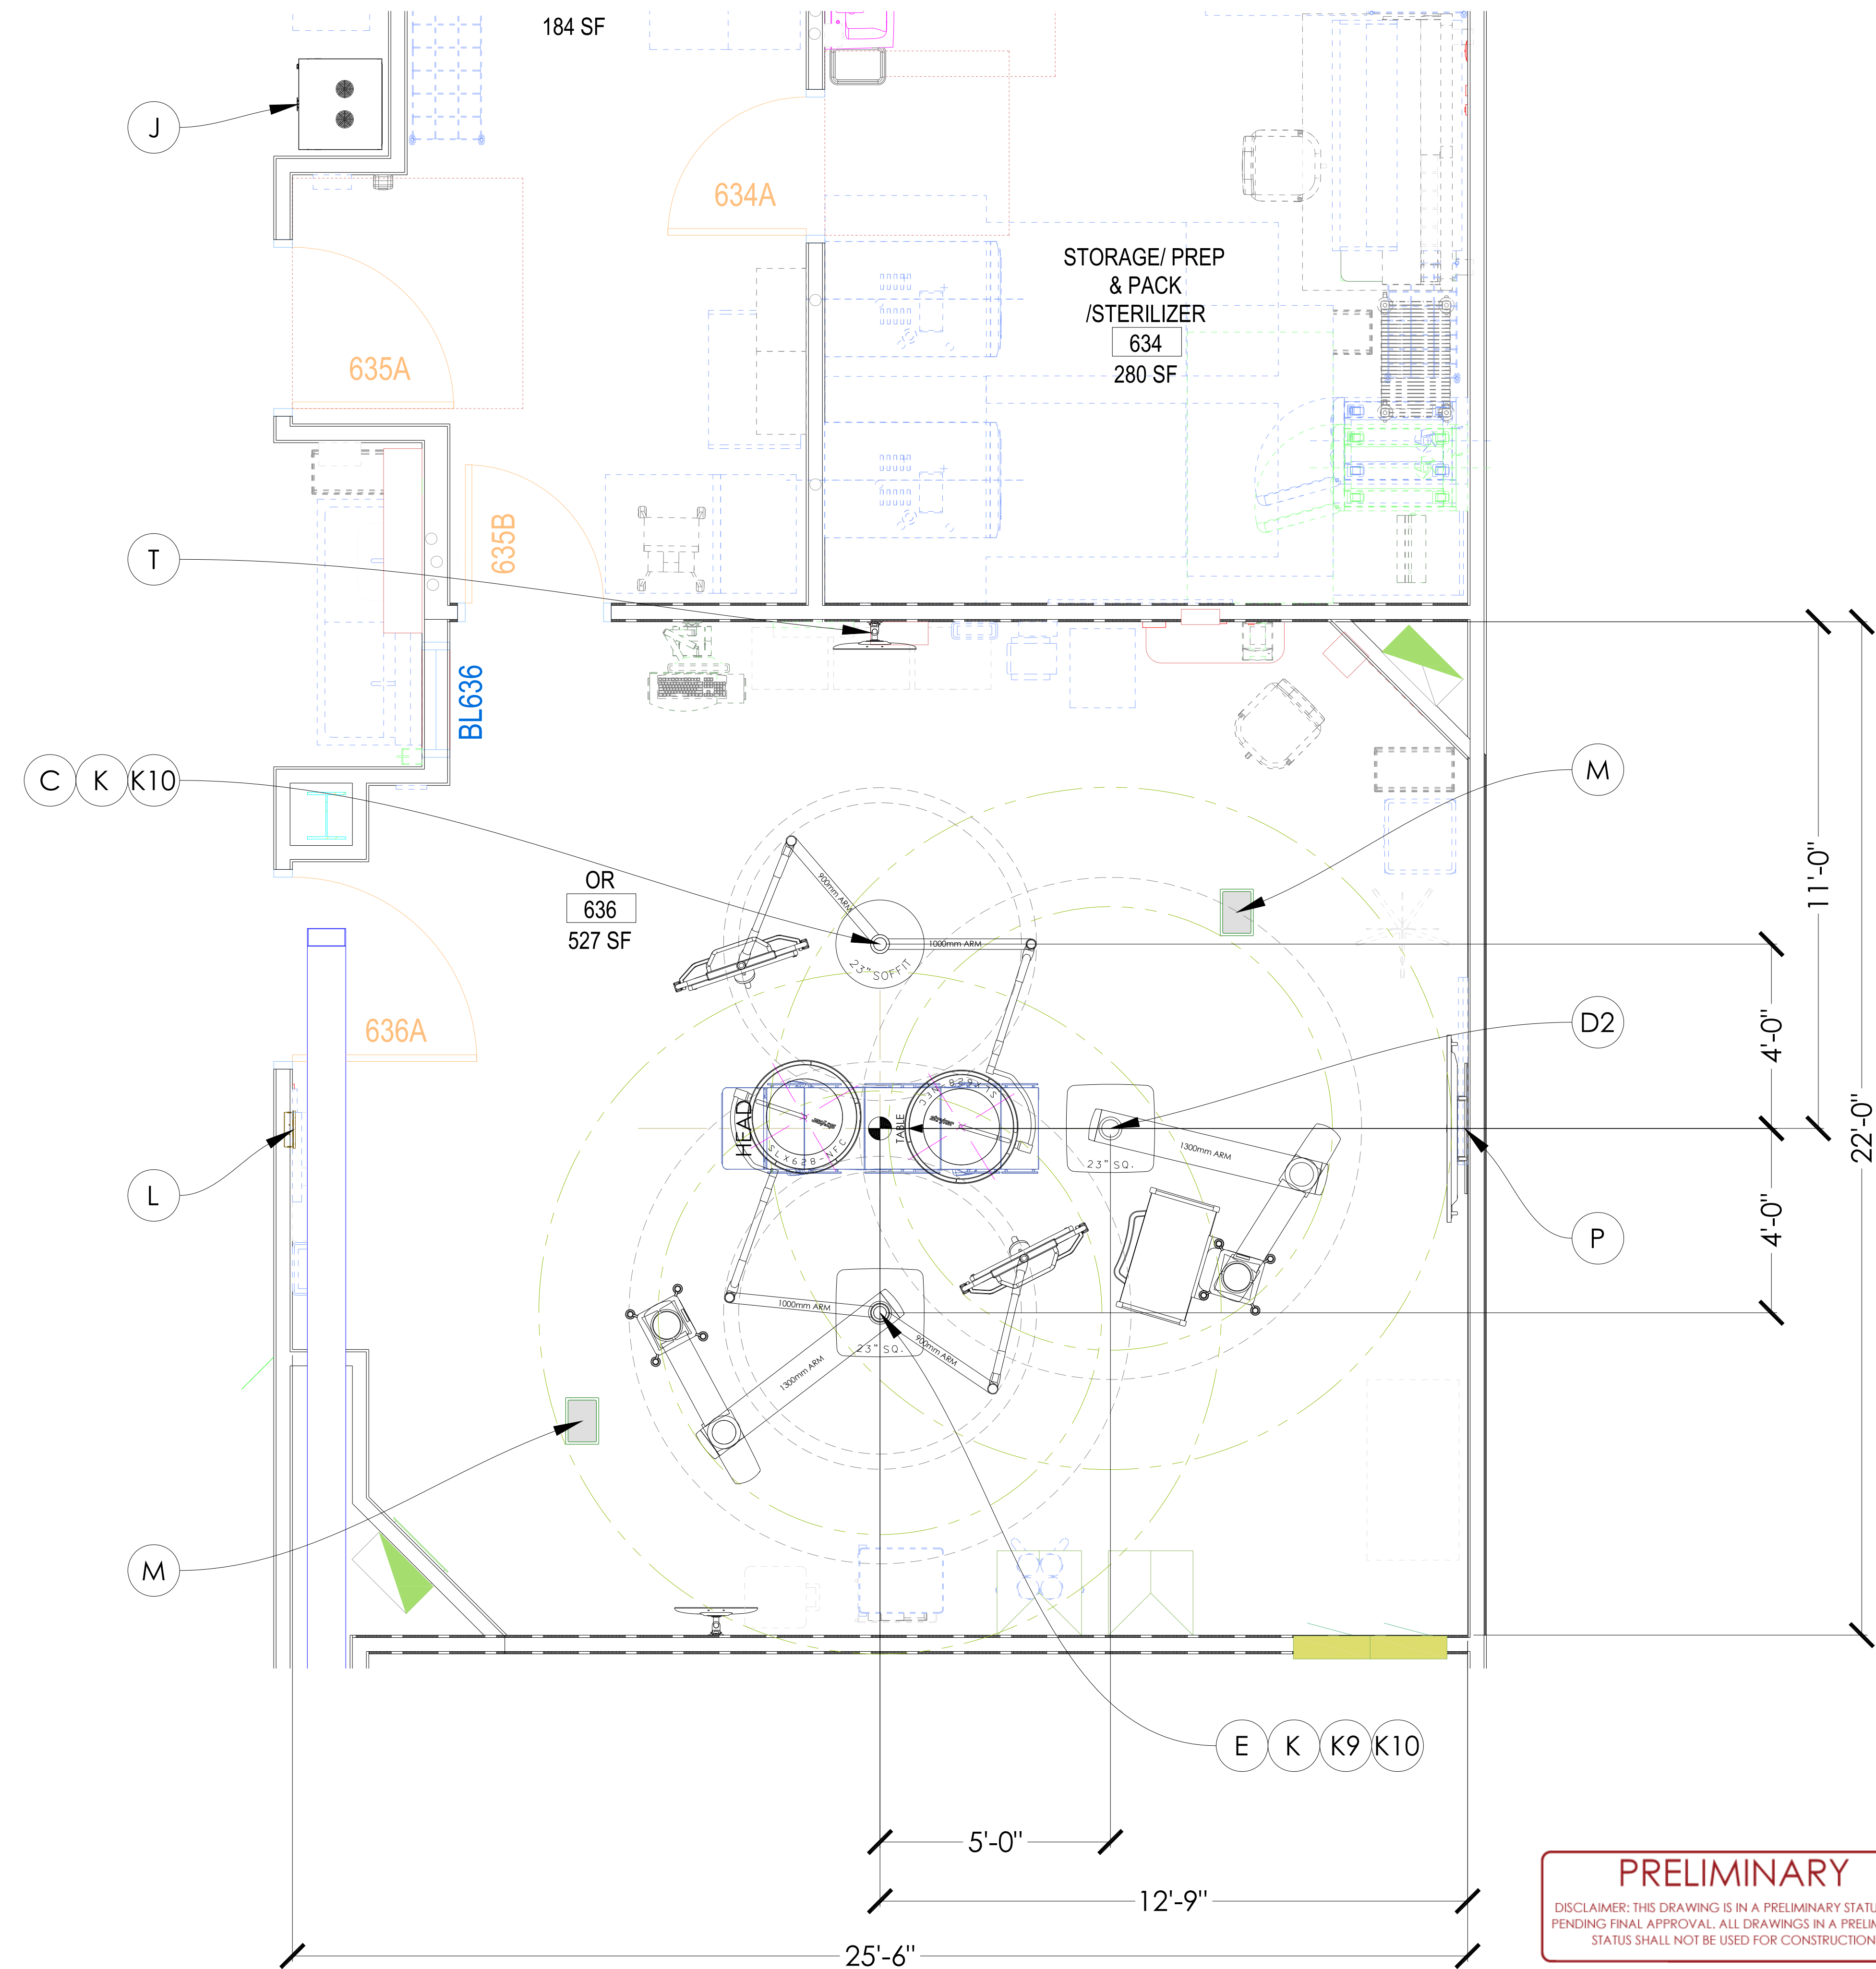 184 SF
J
634A
STORAGE/ PREP
& PACK
/STERILIZER
634
280 SF
635A
635B
T
BL636
C K K10
M
OR
636
527 SF
900mm ARM
1000mm ARM
23" SOFFIT
11'-0"
4'-0"
22'-0"
D2
636A
HEAD
TABLE
SLX628-NFC
23" SQ.
1300mm ARM
L
P
4'-0"
1000mm ARM
900mm ARM
23" SQ.
1300mm ARM
M
E K K9 K10
5'-0"
12'-9"
25'-6"
PRELIMINARY
DISCLAIMER: THIS DRAWING IS IN A PRELIMINARY STATU
PENDING FINAL APPROVAL. ALL DRAWINGS IN A PRELIM
STATUS SHALL NOT BE USED FOR CONSTRUCTION